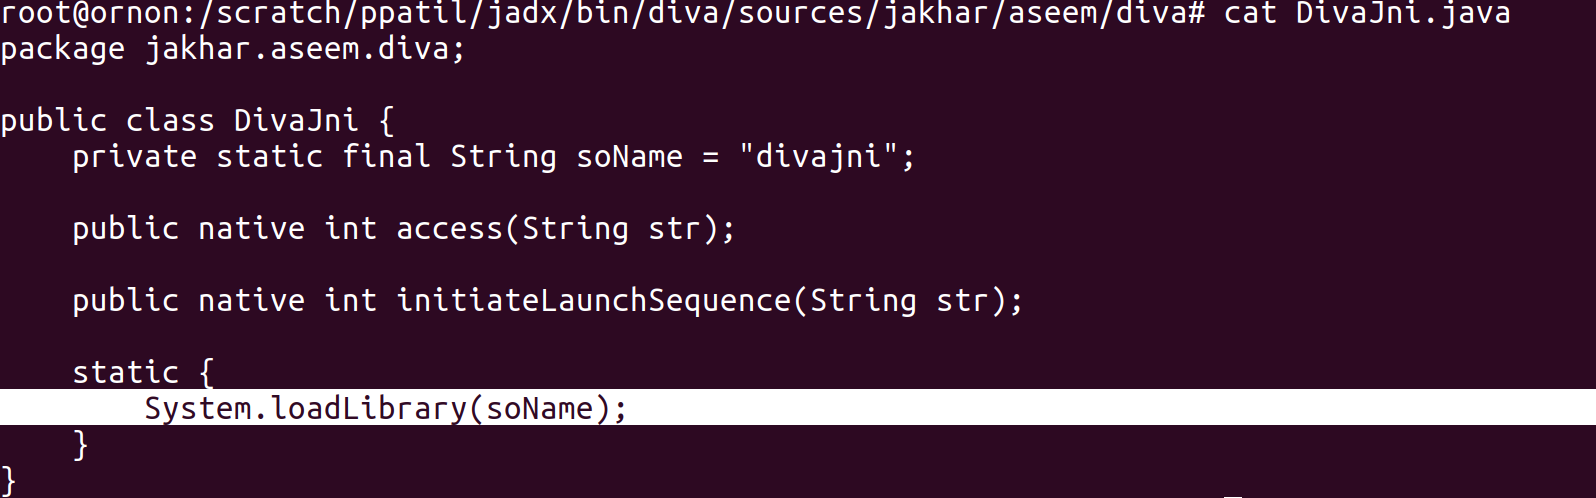 root@ornon:/scratch/ppatil/jadx/bin/diva/sources/jakhar/aseem/diva# cat DivaJni.java
package jakhar.aseem.diva;

public class DivaJni {
    private static final String soName = "divajni";

    public native int access(String str);

    public native int initiateLaunchSequence(String str);

    static {
        System.loadLibrary(soName);
    }
}